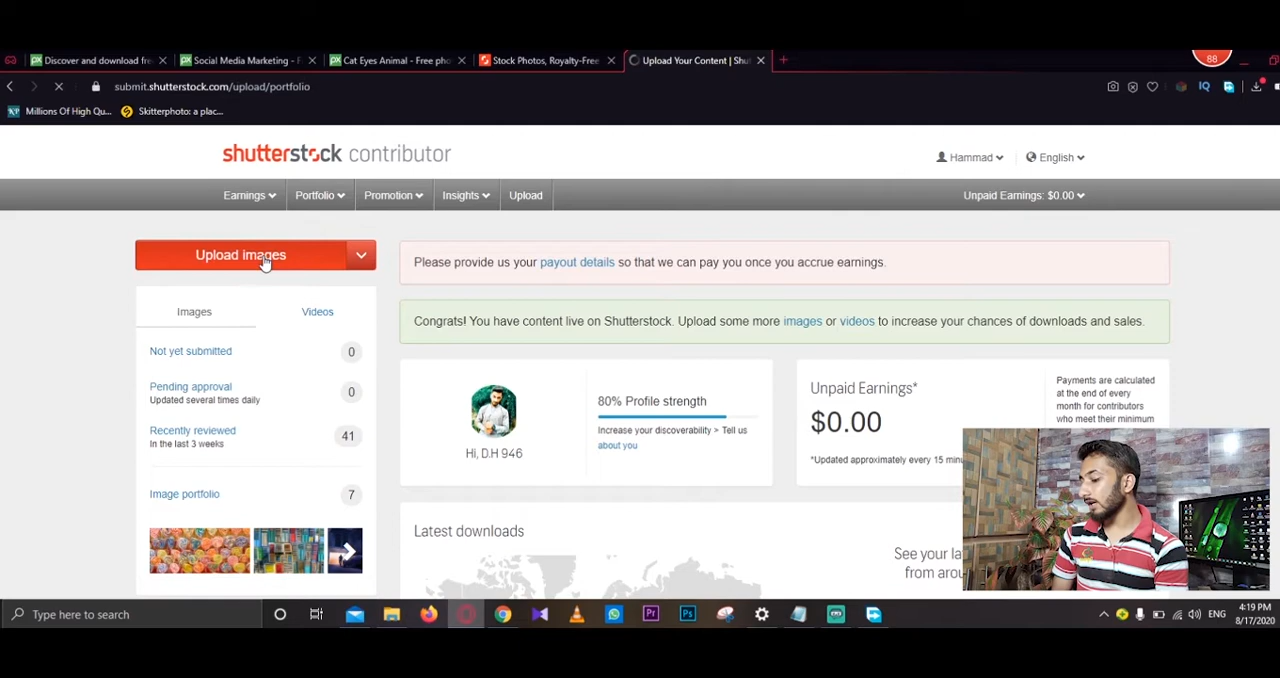 Discover and download fre
Social Media Marketing - F
Cat Eyes Animal - Free pho
Stock Photos, Royalty-Free
Upload Your Content | Shut
88
submit.shutterstock.com/upload/portfolio
IQ
Millions Of High Qu...
Skitterphoto: a plac...
shutterstock contributor
Hammad
English
Earnings
Portfolio
Promotion
Insights
Upload
Unpaid Earnings: $0.00
Upload images
Please provide us your payout details so that we can pay you once you accrue earnings.
Images
Videos
Congrats! You have content live on Shutterstock. Upload some more images or videos to increase your chances of downloads and sales.
Not yet submitted
0
Pending approval
0
Updated several times daily
Recently reviewed
41
In the last 3 weeks
Image portfolio
7
Hi, D.H 946
80% Profile strength
Increase your discoverability > Tell us
about you
Unpaid Earnings*
$0.00
*Updated approximately every 15 minu
Payments are calculated
at the end of every
month for contributors
who meet their minimum
Latest downloads
See your la
from arou
Type here to search
Pr
Ps
ENG
4:19 PM
8/17/2020